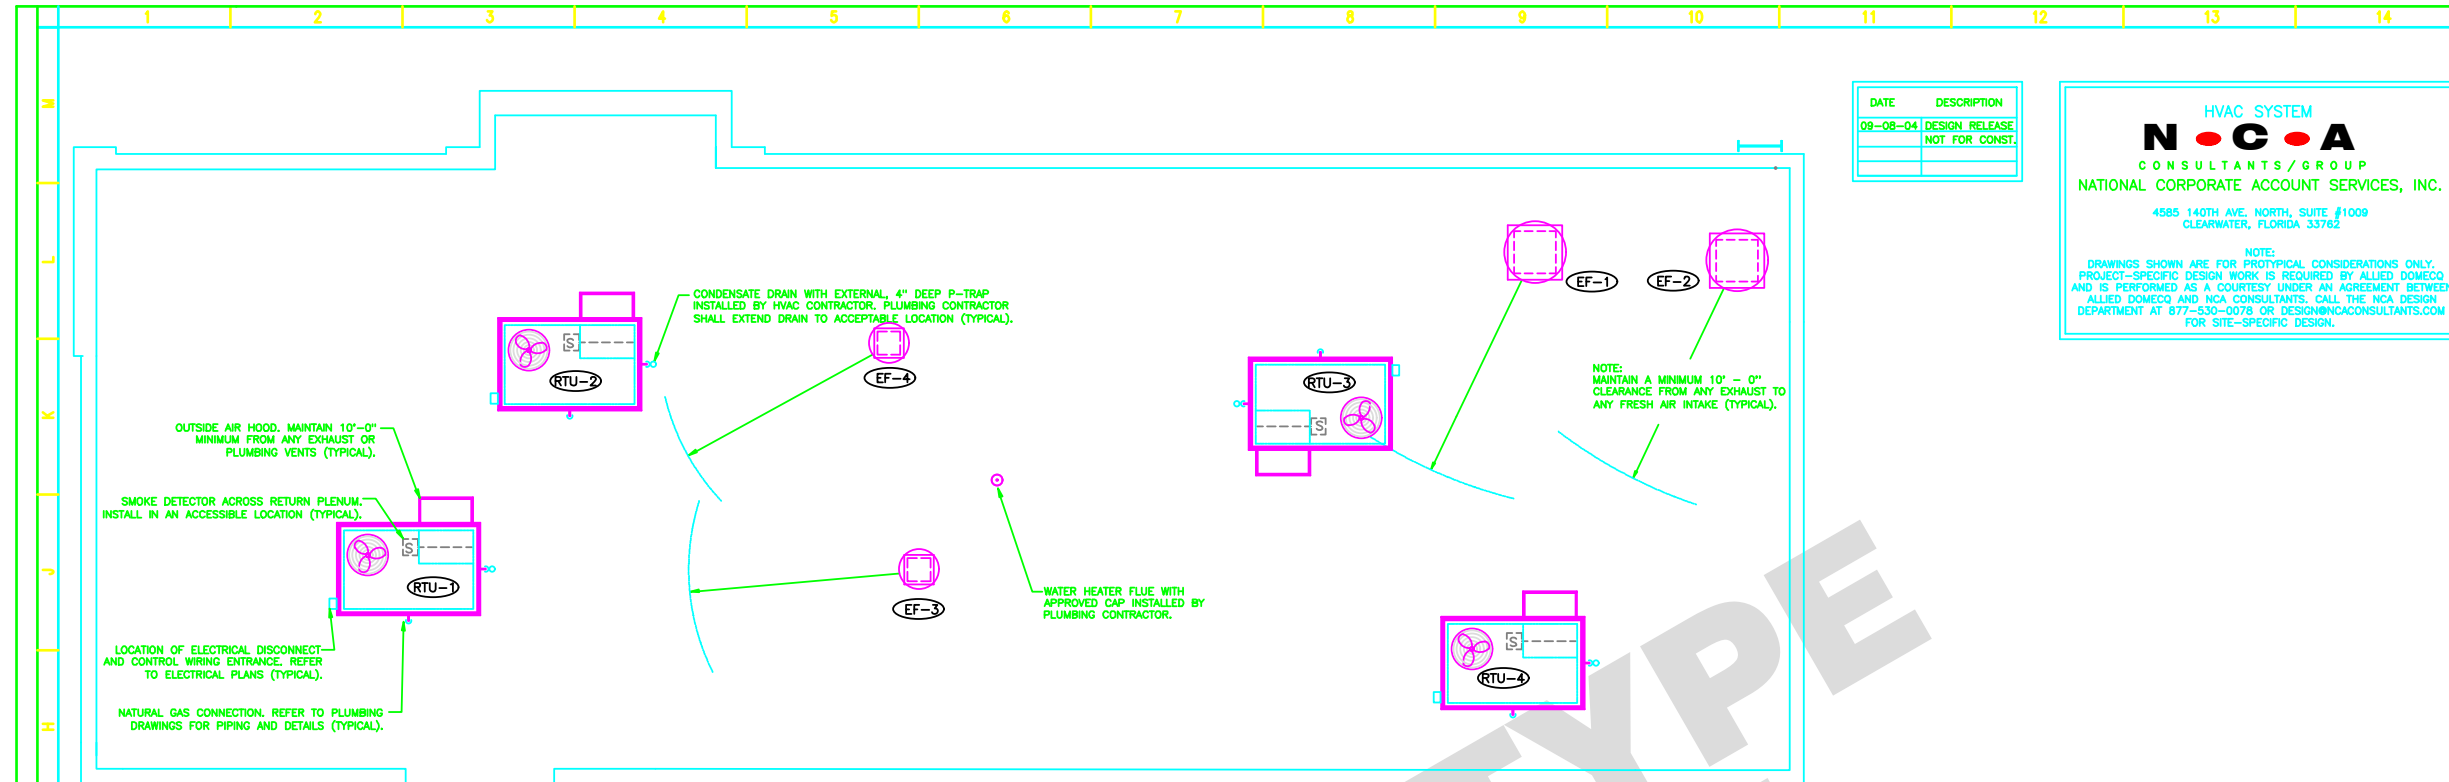 1 2 3 4 5 6 7 8 9 10 11 12 13 14
M
L
K
J
H
DATE DESCRIPTION
09-08-04 DESIGN RELEASE
NOT FOR CONST.
HVAC SYSTEM
N C A
CONSULTANTS/GROUP
NATIONAL CORPORATE ACCOUNT SERVICES, INC.
4585 140TH AVE. NORTH, SUITE #1009
CLEARWATER, FLORIDA 33762
NOTE:
DRAWINGS SHOWN ARE FOR PROTYPICAL CONSIDERATIONS ONLY.
PROJECT-SPECIFIC DESIGN WORK IS REQUIRED BY ALLIED DOMECQ
AND IS PERFORMED AS A COURTESY UNDER AN AGREEMENT BETWEEN
ALLIED DOMECQ AND NCA CONSULTANTS. CALL THE NCA DESIGN
DEPARTMENT AT 877-530-0078 OR DESIGN@NCACONSULTANTS.COM
FOR SITE-SPECIFIC DESIGN.
CONDENSATE DRAIN WITH EXTERNAL, 4" DEEP P-TRAP
INSTALLED BY HVAC CONTRACTOR. PLUMBING CONTRACTOR
SHALL EXTEND DRAIN TO ACCEPTABLE LOCATION (TYPICAL).
EF-1
EF-2
S
RTU-2
EF-4
RTU-3
S
NOTE:
MAINTAIN A MINIMUM 10' - 0"
CLEARANCE FROM ANY EXHAUST TO
ANY FRESH AIR INTAKE (TYPICAL).
OUTSIDE AIR HOOD. MAINTAIN 10'-0"
MINIMUM FROM ANY EXHAUST OR
PLUMBING VENTS (TYPICAL).
SMOKE DETECTOR ACROSS RETURN PLENUM.
INSTALL IN AN ACCESSIBLE LOCATION (TYPICAL).
S
RTU-1
EF-3
WATER HEATER FLUE WITH
APPROVED CAP INSTALLED BY
PLUMBING CONTRACTOR.
S
RTU-4
LOCATION OF ELECTRICAL DISCONNECT
AND CONTROL WIRING ENTRANCE. REFER
TO ELECTRICAL PLANS (TYPICAL).
NATURAL GAS CONNECTION. REFER TO PLUMBING
DRAWINGS FOR PIPING AND DETAILS (TYPICAL).
TYPE